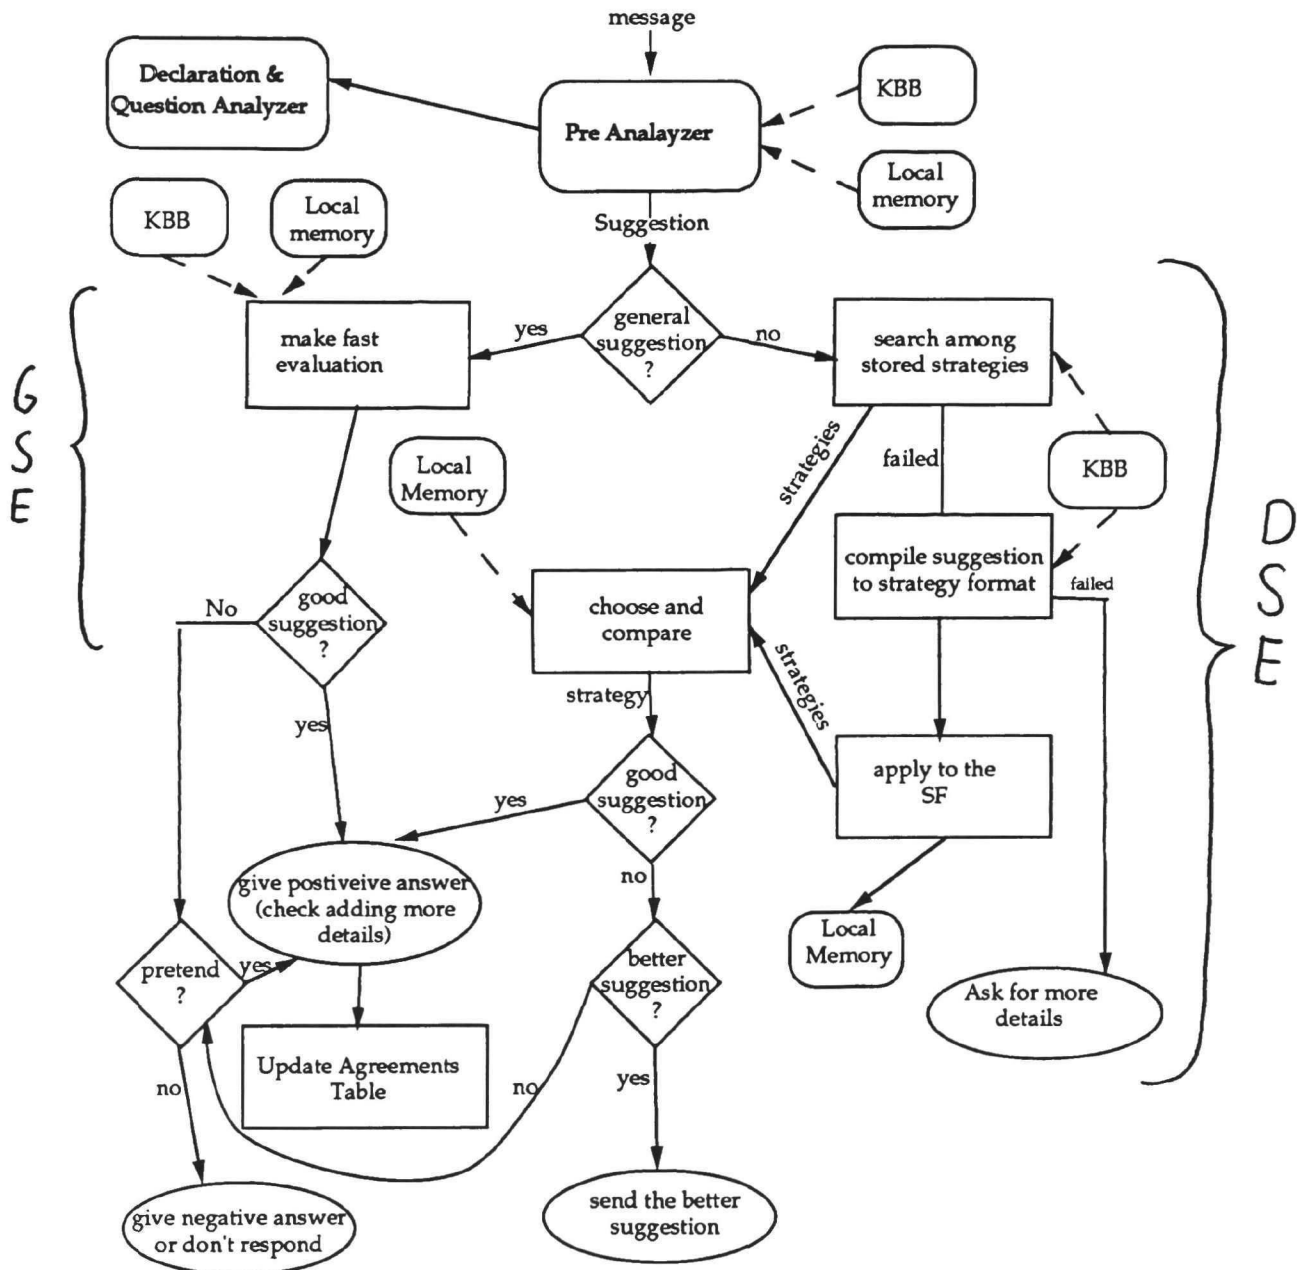 message
Declaration &
Question Analyzer
Pre Analayzer
KBB
Local
memory
KBB
Local
memory
Suggestion
make fast
evaluation
yes
general
suggestion
?
no
search among
stored strategies
G
S
E
Local
Memory
strategies
failed
KBB
compile suggestion
to strategy format
failed
D
S
E
No
good
suggestion
?
choose and
compare
strategies
strategy
yes
yes
good
suggestion
?
apply to the
SF
no
give postiveive answer
(check adding more
details)
Local
Memory
pretend
?
yes
better
suggestion
?
Ask for more
details
Update Agreements
Table
no
no
yes
give negative answer
or don't respond
send the better
suggestion